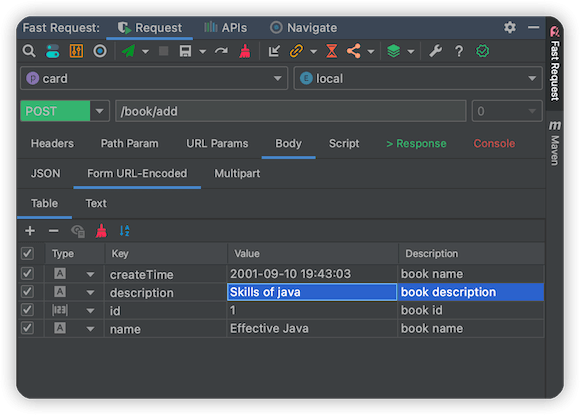 Fast Request: Request APIs Navigate
p card e local
POST /book/add 0
Headers Path Param URL Params Body Script > Response Console
JSON Form URL-Encoded Multipart
Table Text
Type Key Value Description
A createTime 2001-09-10 19:43:03 book name
A description Skills of java book description
123 id 1 book id
A name Effective Java book name
Fast Request
m Maven